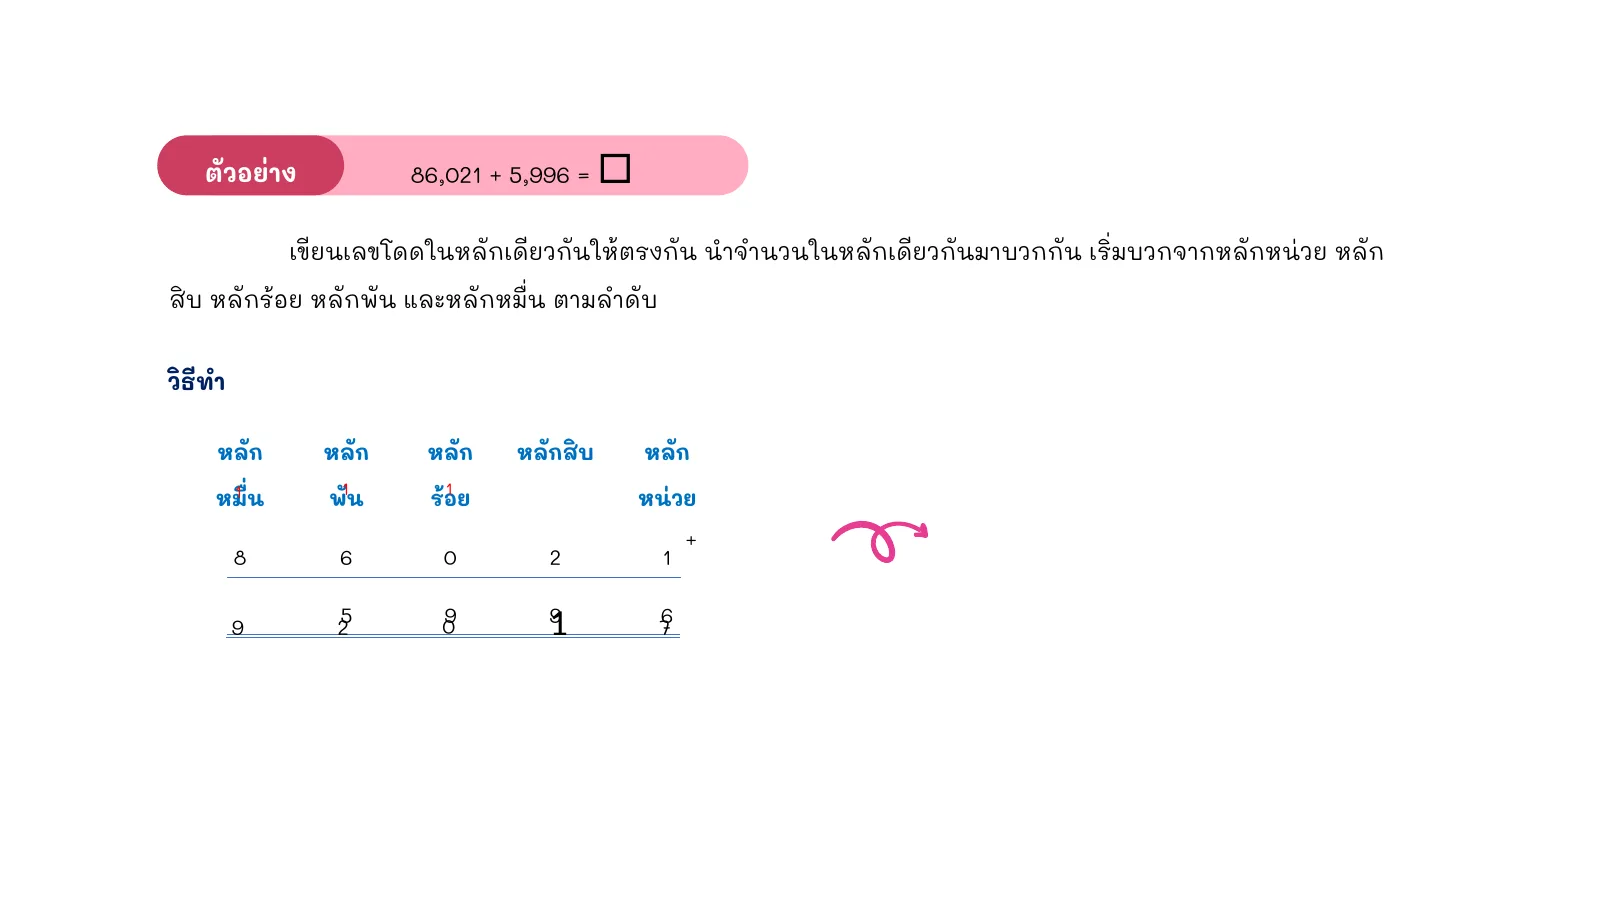 ตัวอย่าง 86,021 + 5,996 = □
เขียนเลขโดดในหลักเดียวกันให้ตรงกัน นำจำนวนในหลักเดียวกันมาบวกกัน เริ่มบวกจากหลักหน่วย หลัก
สิบ หลักร้อย หลักพัน และหลักหมื่น ตามลำดับ
วิธีทำ
หลัก หลัก หลัก หลักสิบ หลัก
หมื่น พัน ร้อย หน่วย
1 1 1
+
8 6 0 2 1
5 9 9 6
9 2 0 1 7